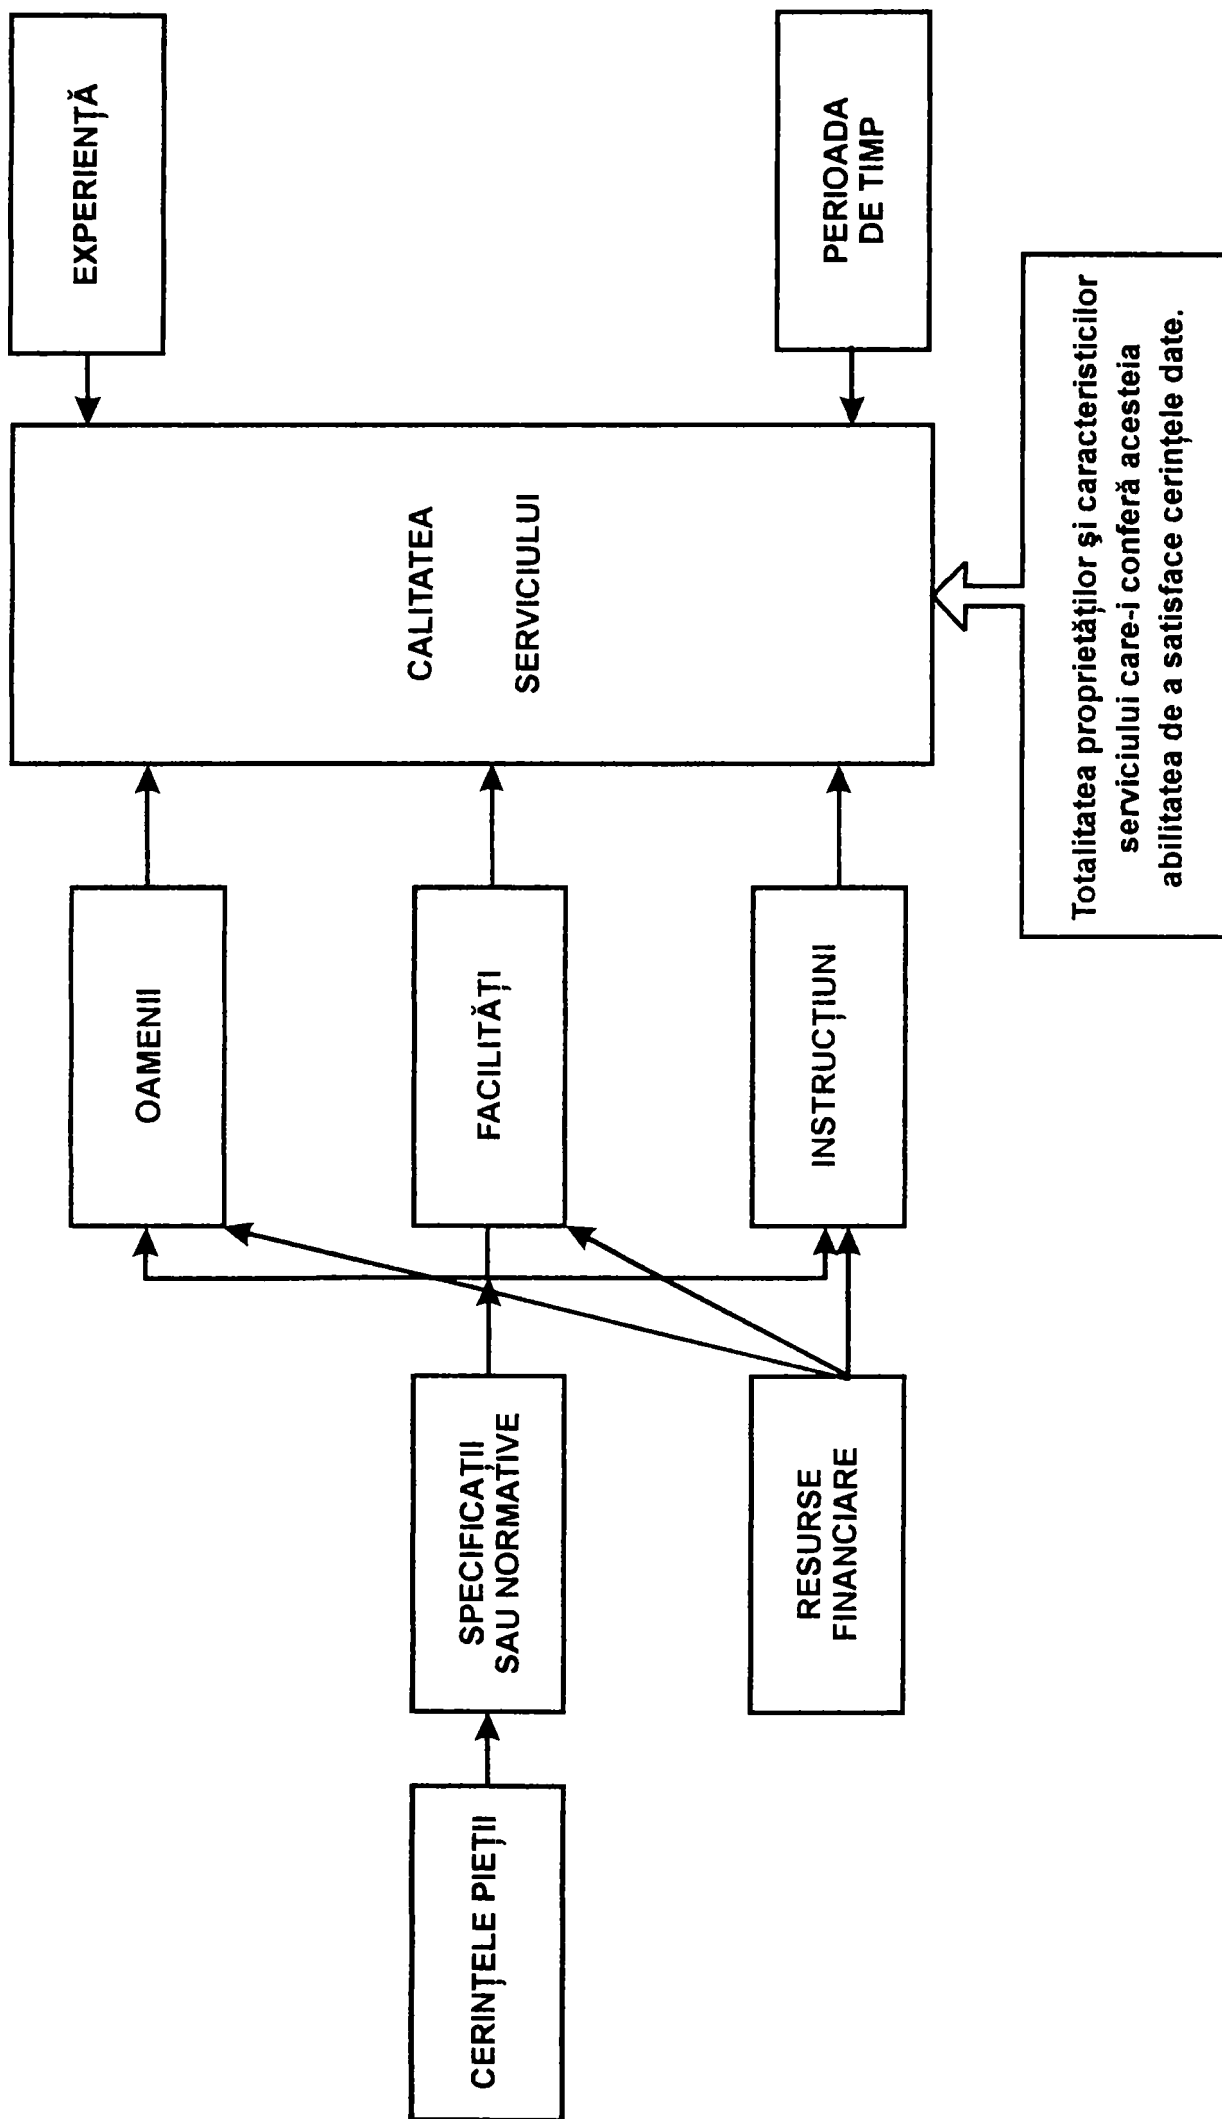 CERINȚELE PIEȚII
SPECIFICAȚII
SAU NORMATIVE
RESURSE
FINANCIARE
OAMENII
FACILITĂȚI
INSTRUCȚIUNI
CALITATEA
SERVICIULUI
EXPERIENȚĂ
PERIOADA
DE TIMP
Totalitatea proprietăților și caracteristicilor
serviciului care-i conferă acesteia
abilitatea de a satisface cerințele date.